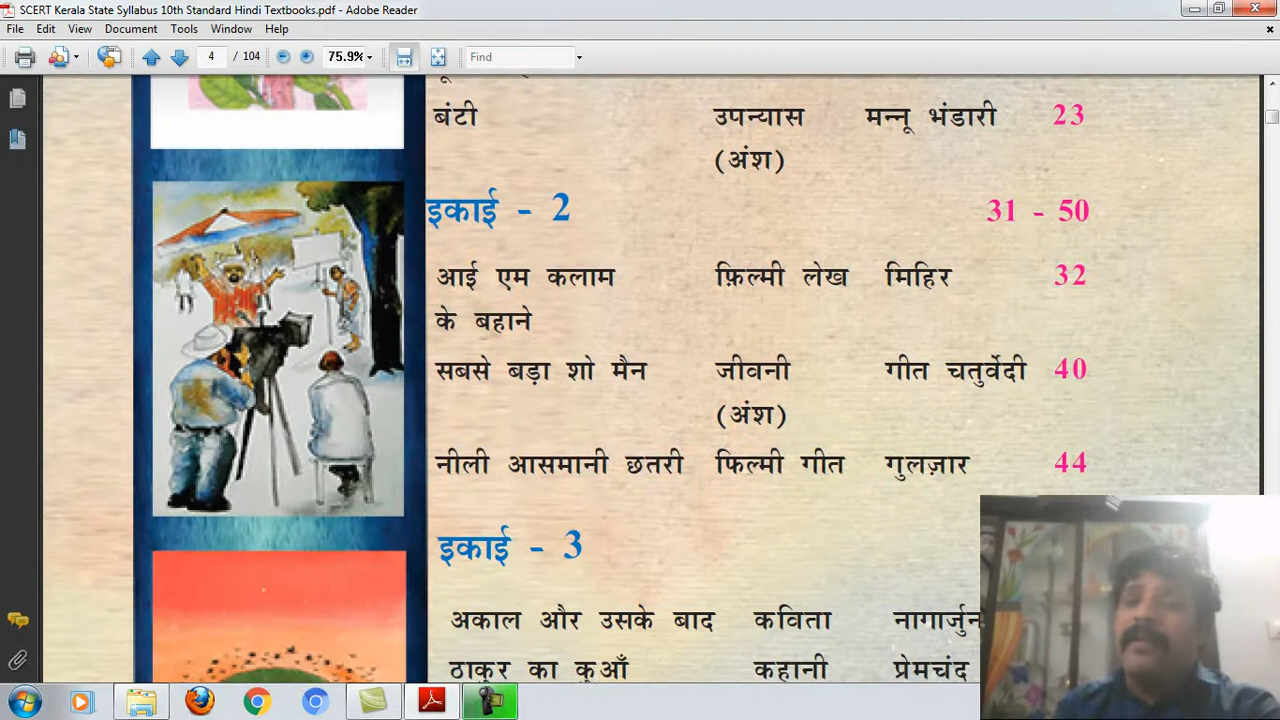 SCERT Kerala State Syllabus 10th Standard Hindi Textbooks.pdf - Adobe Reader
File Edit View Document Tools Window Help
4 / 104 75.9% Find
बंटी उपन्यास मन्नू भंडारी 23
(अंश)
इकाई - 2 31 - 50
आई एम कलाम फ़िल्मी लेख मिहिर 32
के बहाने
सबसे बड़ा शो मैन जीवनी गीत चतुर्वेदी 40
(अंश)
नीली आसमानी छतरी फिल्मी गीत गुलज़ार 44
इकाई - 3
अकाल और उसके बाद कविता नागार्जुन
ठाकुर का कुआँ कहानी प्रेमचंद